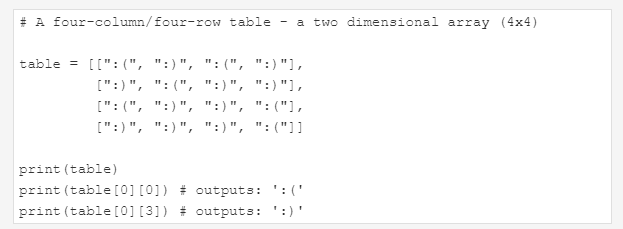 # A four-column/four-row table - a two dimensional array (4x4)
table = [[":(", ":)", ":(", ":)"],
[":)", ":(", ":)", ":)"],
[":(", ":)", ":)", ":("],
[":)", ":)", ":)", ":("]]
print(table)
print(table[0][0]) # outputs: ':('
print(table[0][3]) # outputs: ':)'